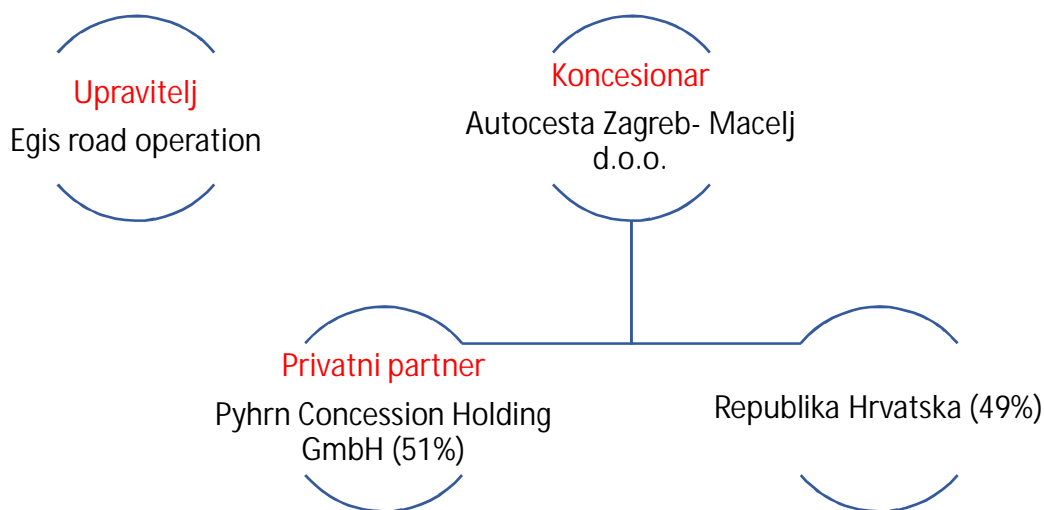 Upravitelj
Egis road operation
Koncesionar
Autocesta Zagreb- Macelj
d.o.o.
Privatni partner
Pyhrn Concession Holding
GmbH (51%)
Republika Hrvatska (49%)